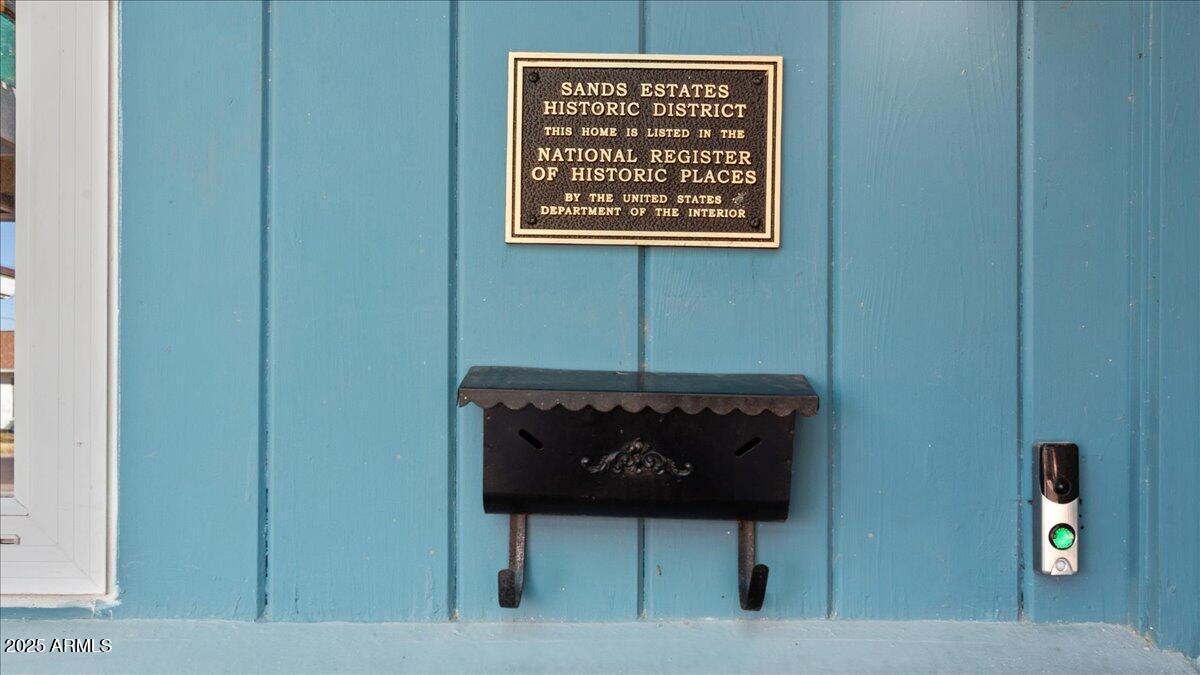 SANDS ESTATES
HISTORIC DISTRICT
THIS HOME IS LISTED IN THE
NATIONAL REGISTER
OF HISTORIC PLACES
BY THE UNITED STATES
DEPARTMENT OF THE INTERIOR
2025 ARMLS